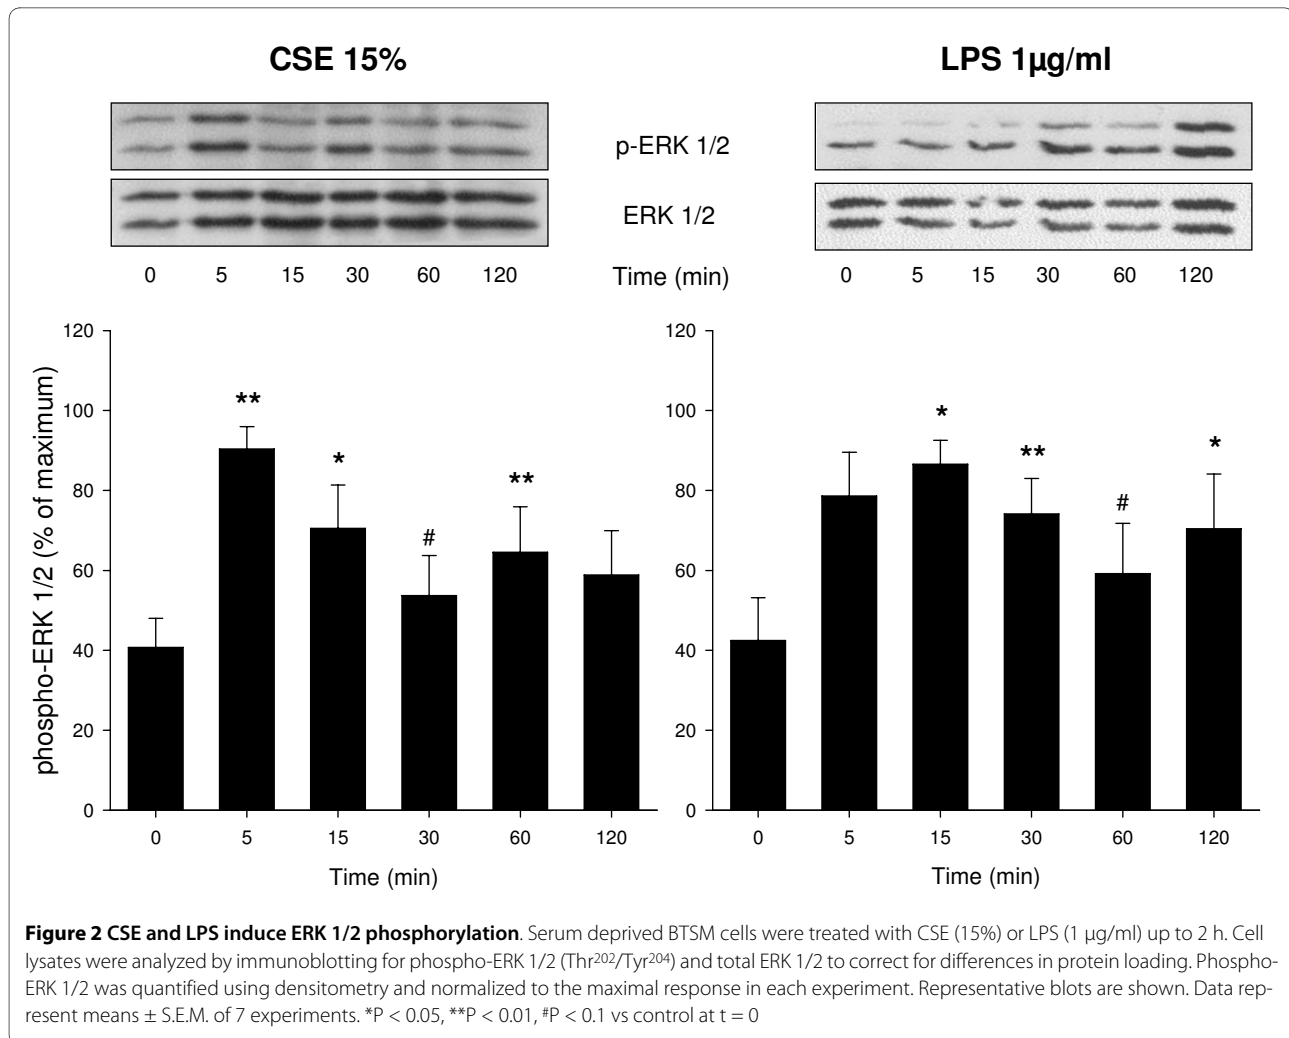 CSE 15%
LPS 1µg/ml
p-ERK 1/2
ERK 1/2
0 5 15 30 60 120
Time (min)
0 5 15 30 60 120
phospho-ERK 1/2 (% of maximum)
120
100
80
60
40
20
0
**
*
#
**
0 5 15 30 60 120
Time (min)
120
100
80
60
40
20
0
*
**
#
*
0 5 15 30 60 120
Time (min)
Figure 2 CSE and LPS induce ERK 1/2 phosphorylation. Serum deprived BTSM cells were treated with CSE (15%) or LPS (1 µg/ml) up to 2 h. Cell
lysates were analyzed by immunoblotting for phospho-ERK 1/2 (Thr²⁰²/Tyr²⁰⁴) and total ERK 1/2 to correct for differences in protein loading. Phospho-
ERK 1/2 was quantified using densitometry and normalized to the maximal response in each experiment. Representative blots are shown. Data rep-
resent means ± S.E.M. of 7 experiments. *P < 0.05, **P < 0.01, #P < 0.1 vs control at t = 0